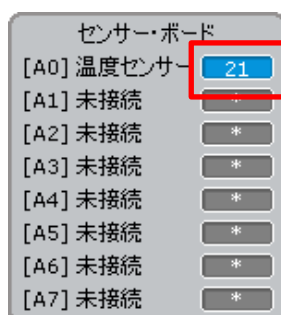 センサー・ボード
[A0] 温度センサー 21
[A1] 未接続 *
[A2] 未接続 *
[A3] 未接続 *
[A4] 未接続 *
[A5] 未接続 *
[A6] 未接続 *
[A7] 未接続 *